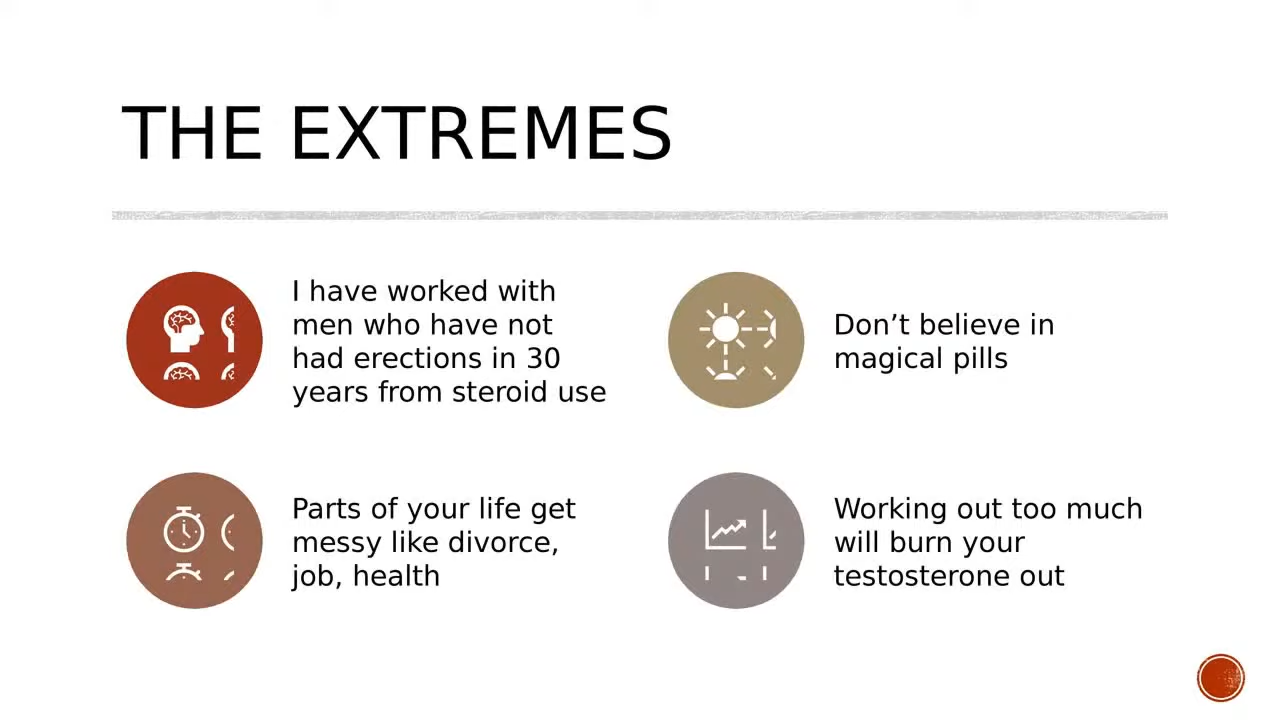 THE EXTREMES
I have worked with
men who have not
had erections in 30
years from steroid use
Don’t believe in
magical pills
Parts of your life get
messy like divorce,
job, health
Working out too much
will burn your
testosterone out